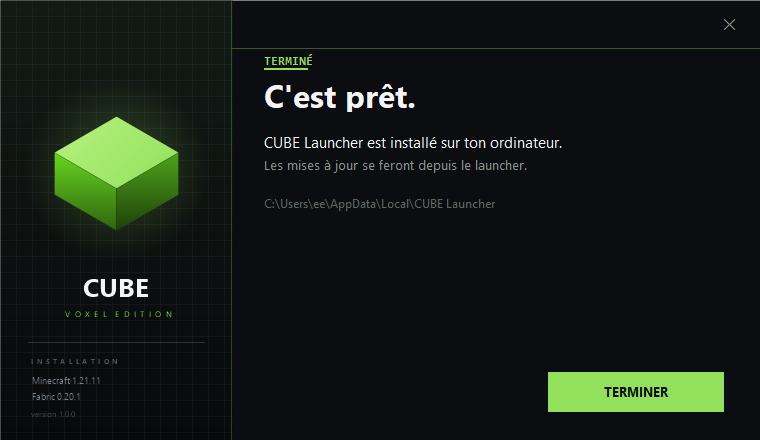 CUBE
VOXEL EDITION
INSTALLATION
Minecraft 1.21.11
Fabric 0.20.1
version 1.0.0
TERMINÉ
C'est prêt.
CUBE Launcher est installé sur ton ordinateur.
Les mises à jour se feront depuis le launcher.
C:\Users\ee\AppData\Local\CUBE Launcher
TERMINER